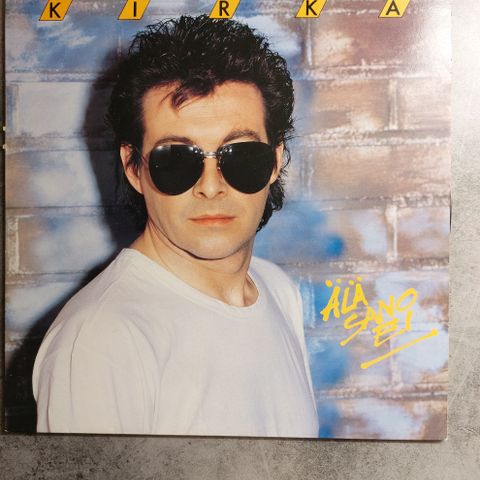 KIRKA
ÄLÄ
SANO
EI